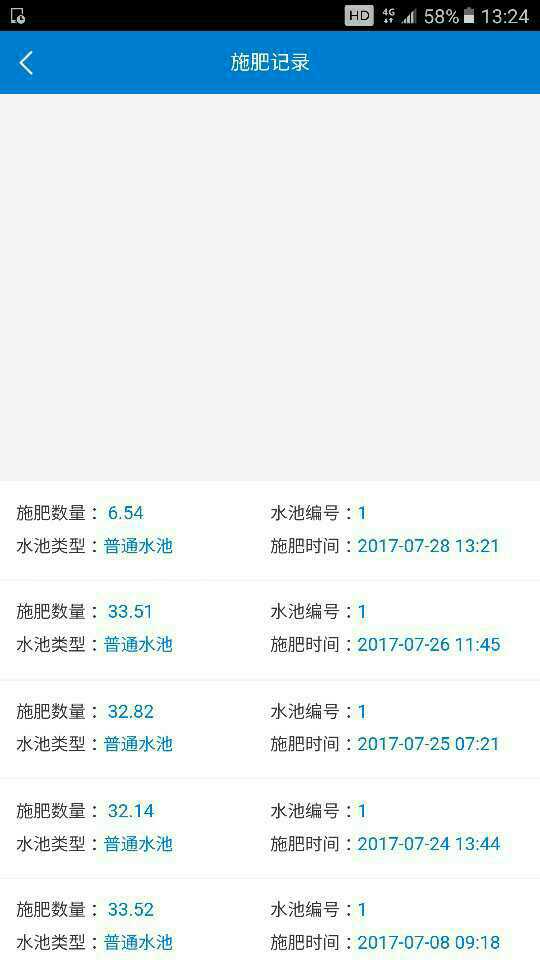 HD 4G 58% 13:24
施肥记录
施肥数量： 6.54 水池编号：1
水池类型：普通水池 施肥时间：2017-07-28 13:21
施肥数量： 33.51 水池编号：1
水池类型：普通水池 施肥时间：2017-07-26 11:45
施肥数量： 32.82 水池编号：1
水池类型：普通水池 施肥时间：2017-07-25 07:21
施肥数量： 32.14 水池编号：1
水池类型：普通水池 施肥时间：2017-07-24 13:44
施肥数量： 33.52 水池编号：1
水池类型：普通水池 施肥时间：2017-07-08 09:18